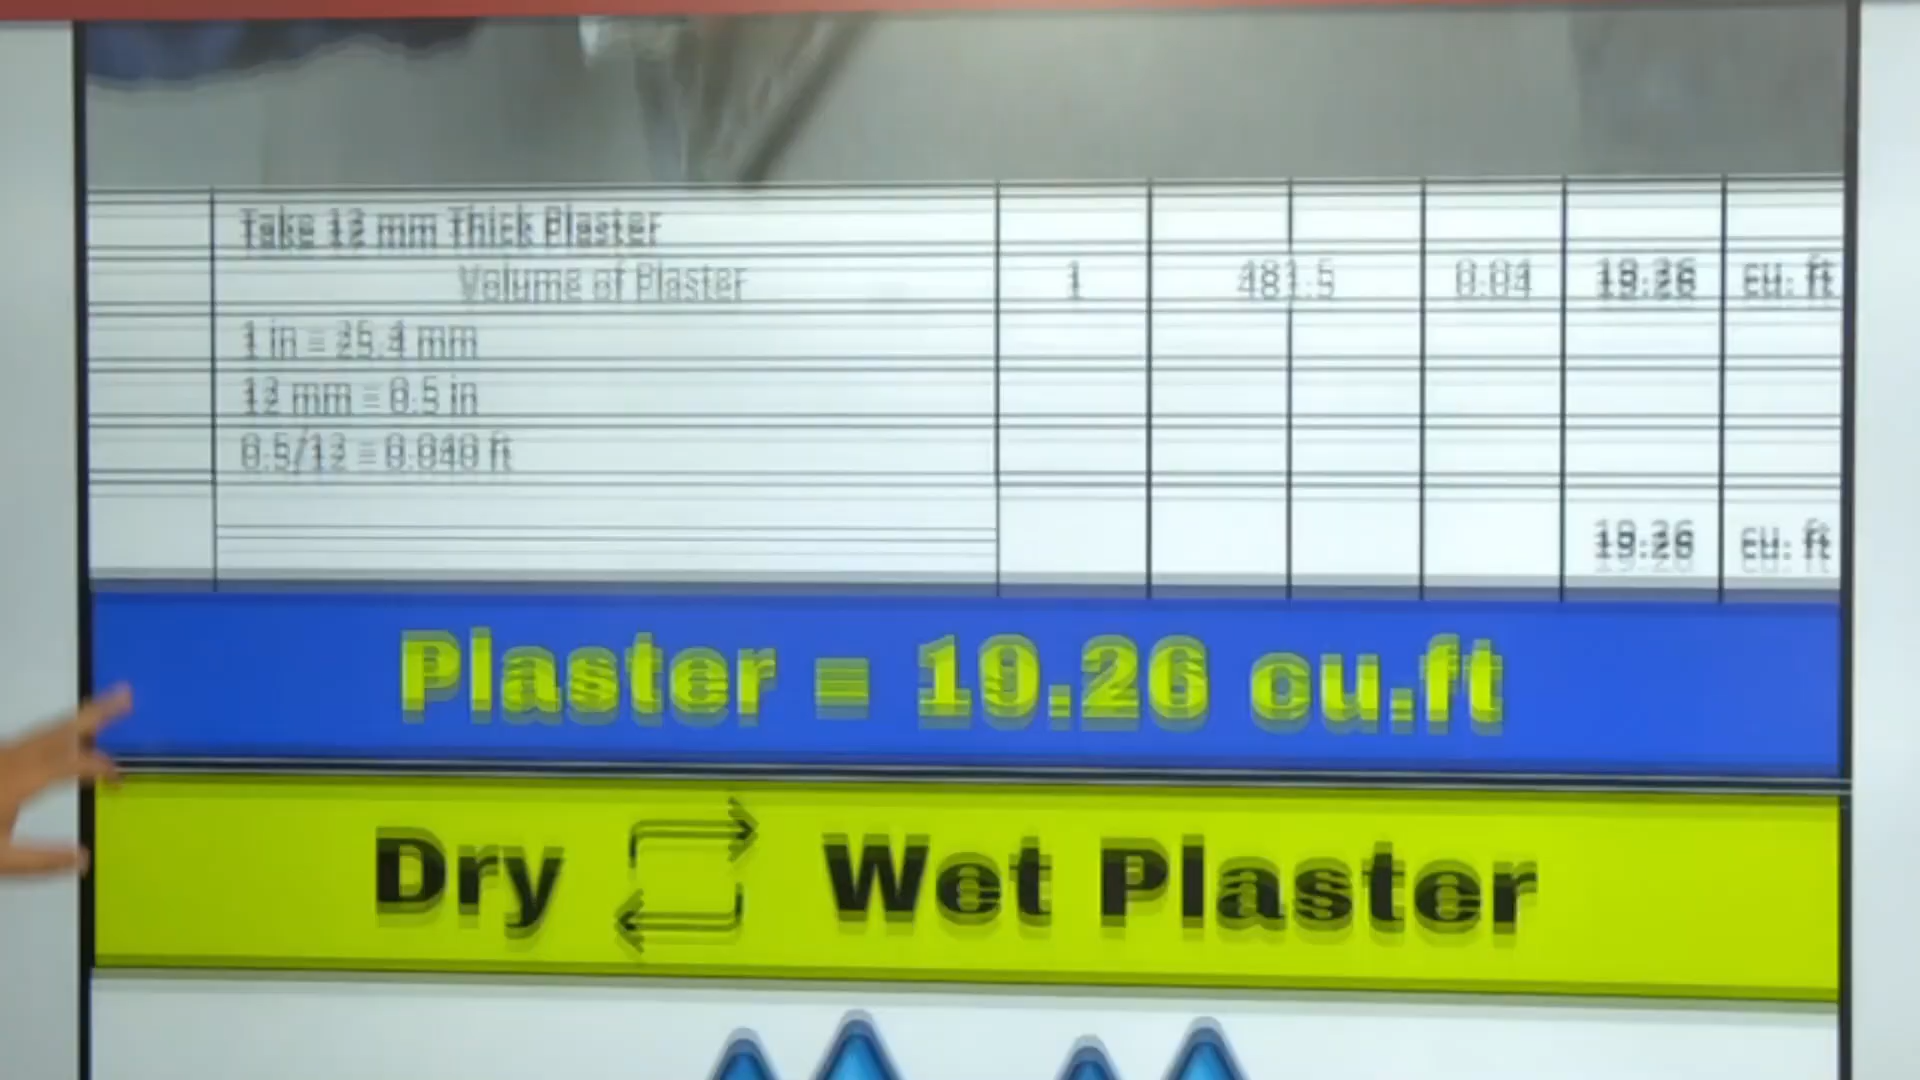 Take 12 mm Thick Plaster
Volume of Plaster 1 481.5 0.04 19.26 cu. ft
1 in = 25.4 mm
12 mm = 0.5 in
0.5/12 = 0.040 ft
19.26 cu. ft
Plaster = 19.26 cu.ft
Dry Wet Plaster